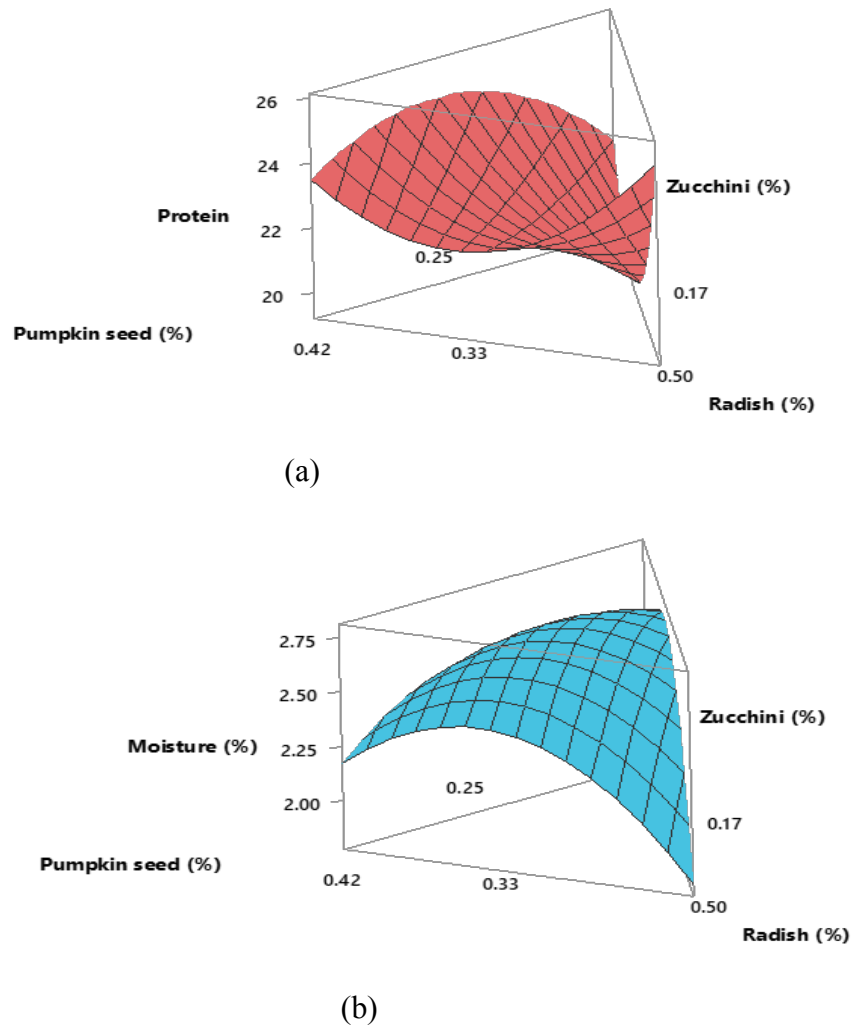 26
24
Zucchini (%)
Protein
22
0.25
0.17
20
Pumpkin seed (%)
0.42
0.33
0.50
Radish (%)
(a)
2.75
2.50
Zucchini (%)
Moisture (%)
2.25
0.25
2.00
0.17
Pumpkin seed (%)
0.42
0.33
0.50
Radish (%)
(b)